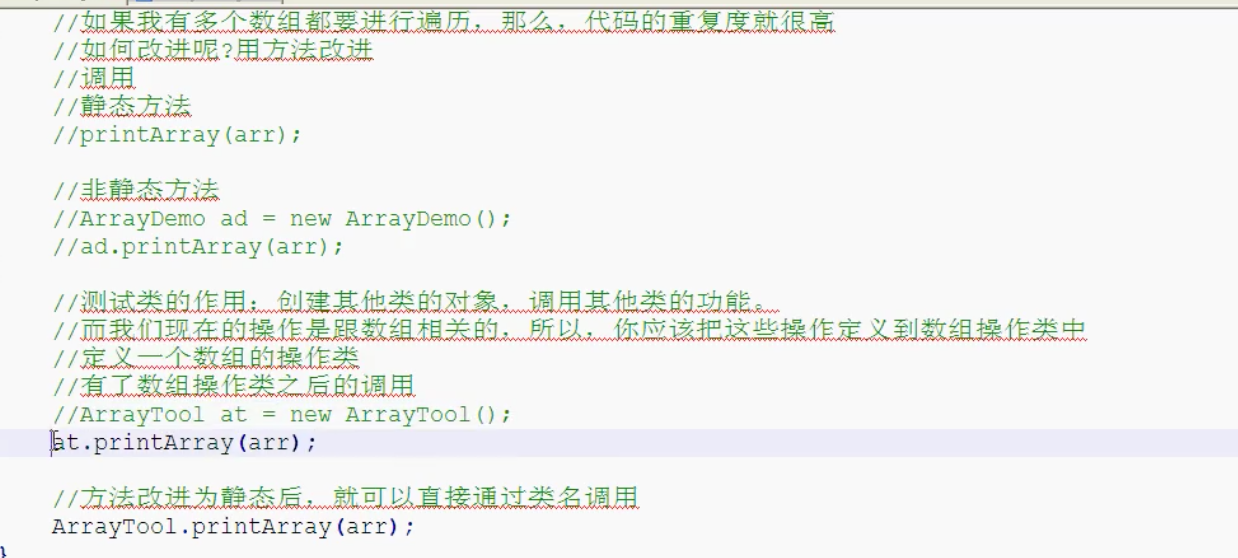 //如果我有多个数组都要进行遍历，那么，代码的重复度就很高
//如何改进呢?用方法改进
//调用
//静态方法
//printArray(arr);
//非静态方法
//ArrayDemo ad = new ArrayDemo();
//ad.printArray(arr);
//测试类的作用：创建其他类的对象，调用其他类的功能。
//而我们现在的操作是跟数组相关的，所以，你应该把这些操作定义到数组操作类中
//定义一个数组的操作类
//有了数组操作类之后的调用
//ArrayTool at = new ArrayTool();
at.printArray(arr);
//方法改进为静态后，就可以直接通过类名调用
ArrayTool.printArray(arr);
}